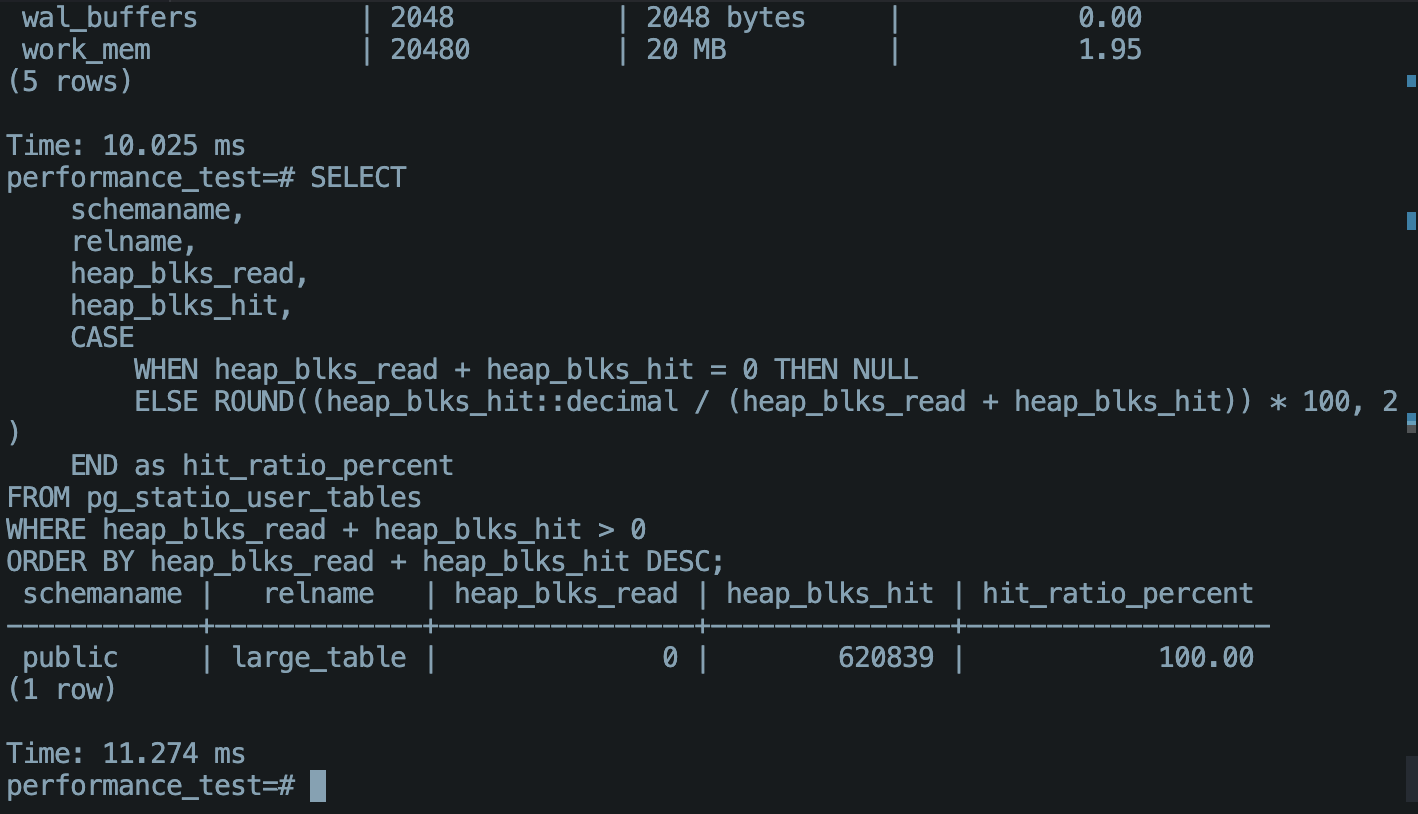 wal_buffers | 2048 | 2048 bytes | 0.00
work_mem | 20480 | 20 MB | 1.95
(5 rows)
Time: 10.025 ms
performance_test=# SELECT
    schemaname,
    relname,
    heap_blks_read,
    heap_blks_hit,
    CASE
        WHEN heap_blks_read + heap_blks_hit = 0 THEN NULL
        ELSE ROUND((heap_blks_hit::decimal / (heap_blks_read + heap_blks_hit)) * 100, 2
)
    END as hit_ratio_percent
FROM pg_statio_user_tables
WHERE heap_blks_read + heap_blks_hit > 0
ORDER BY heap_blks_read + heap_blks_hit DESC;
 schemaname |   relname   | heap_blks_read | heap_blks_hit | hit_ratio_percent
------------+-------------+----------------+---------------+-------------------
 public     | large_table |              0 |        620839 |            100.00
(1 row)
Time: 11.274 ms
performance_test=#